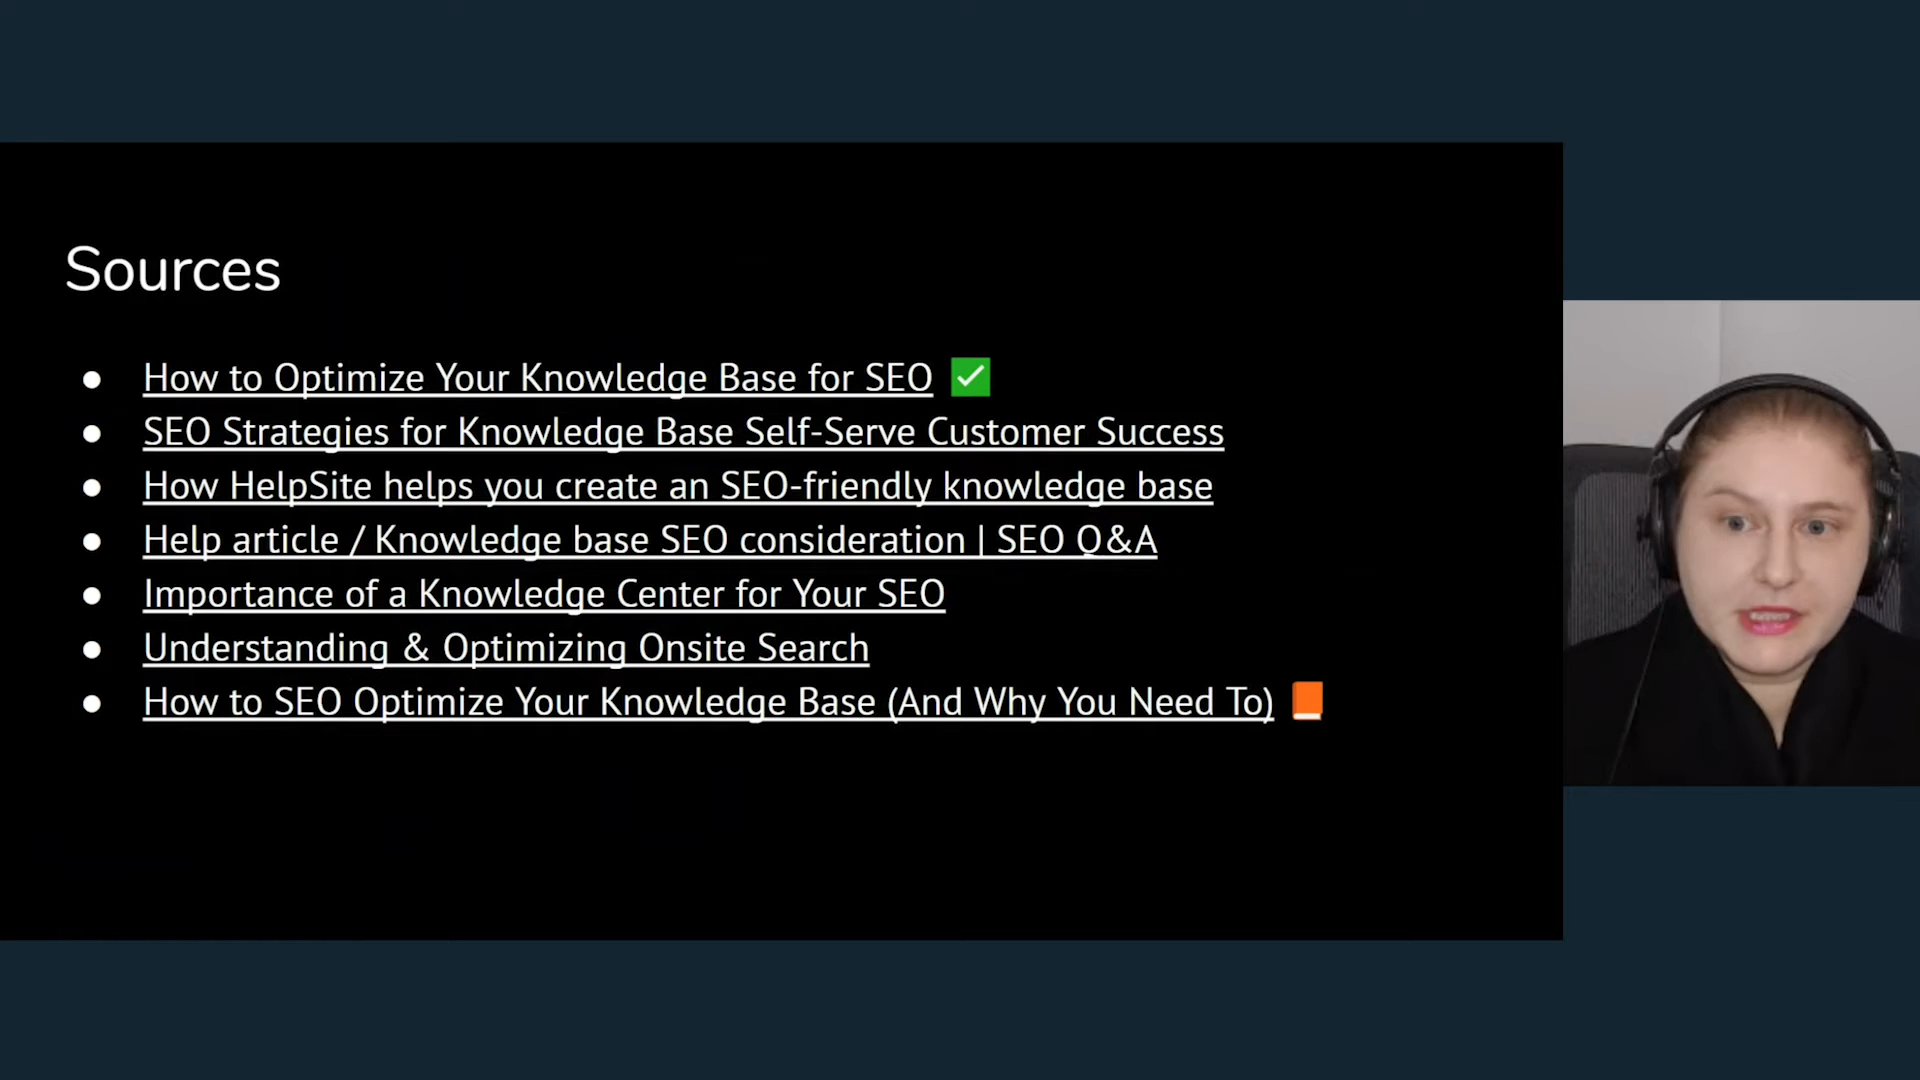 Sources
● How to Optimize Your Knowledge Base for SEO ✅
● SEO Strategies for Knowledge Base Self-Serve Customer Success
● How HelpSite helps you create an SEO-friendly knowledge base
● Help article / Knowledge base SEO consideration | SEO Q&A
● Importance of a Knowledge Center for Your SEO
● Understanding & Optimizing Onsite Search
● How to SEO Optimize Your Knowledge Base (And Why You Need To) 📙